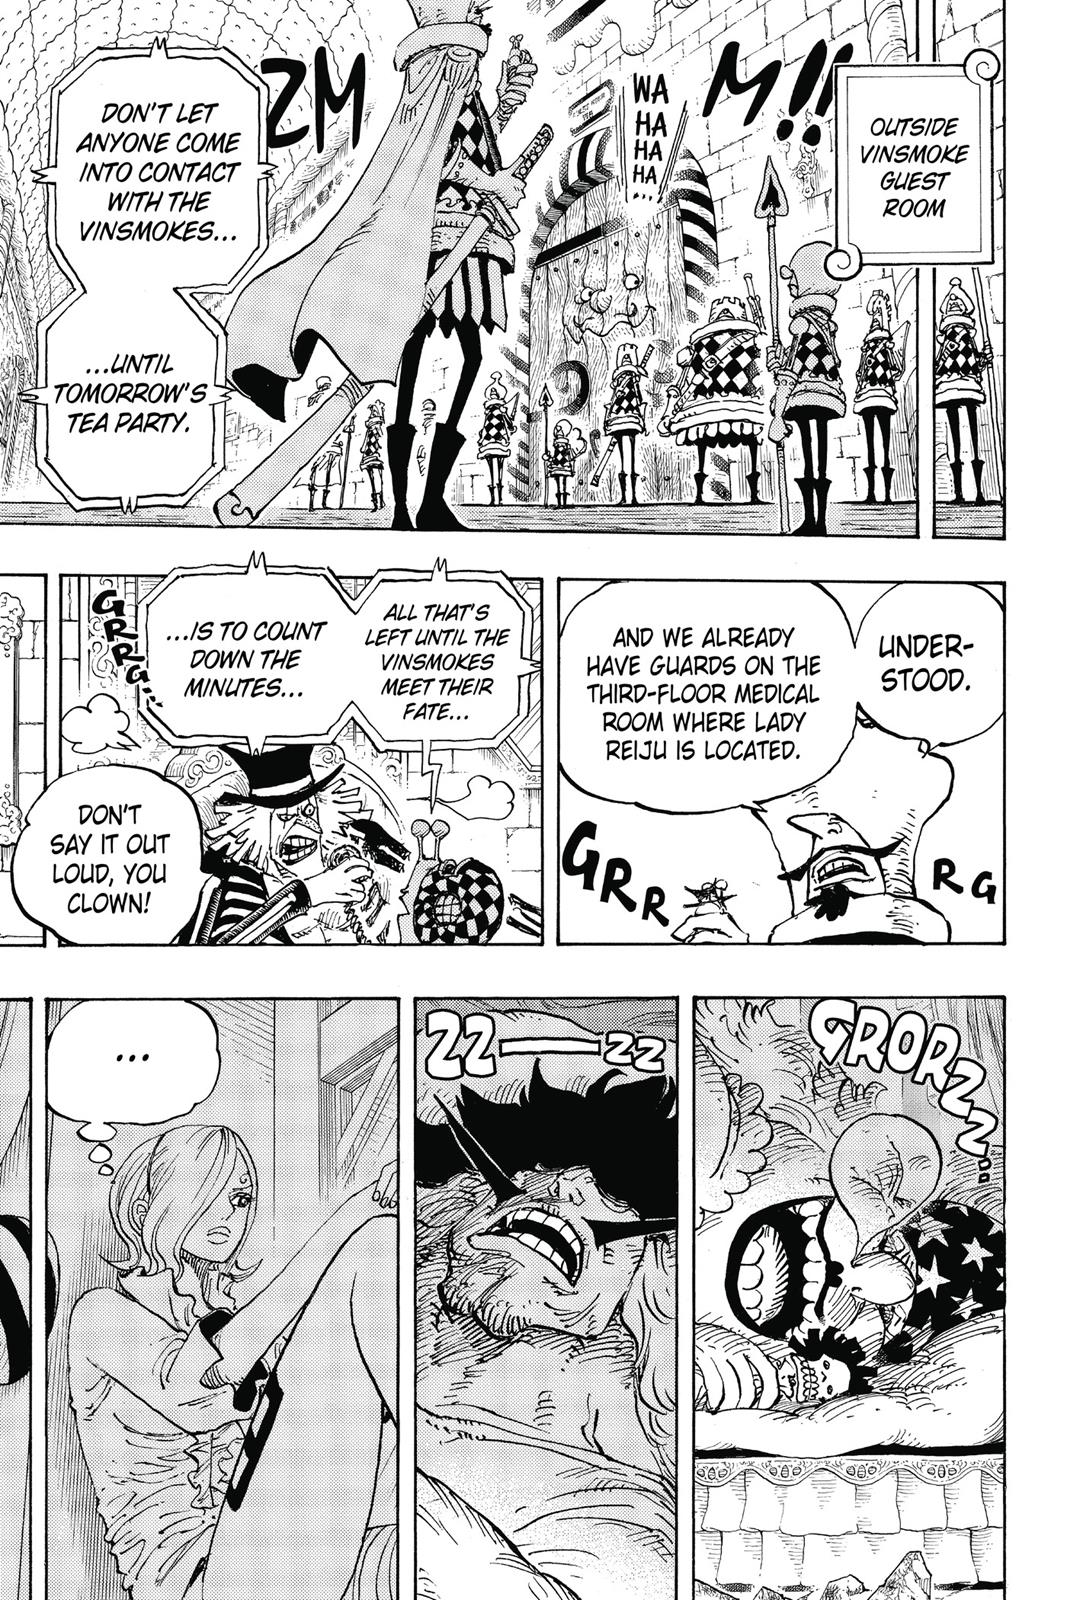 OUTSIDE
VINSMOKE
GUEST
ROOM
M!!
WA
HA
HA
HA
...
ZM
DON'T LET
ANYONE COME
INTO CONTACT
WITH THE
VINSMOKES...
...UNTIL
TOMORROW'S
TEA PARTY.
UNDER-
STOOD.
AND WE ALREADY
HAVE GUARDS ON THE
THIRD-FLOOR MEDICAL
ROOM WHERE LADY
REIJU IS LOCATED.
GRR
RG
ALL THAT'S
LEFT UNTIL THE
VINSMOKES
MEET THEIR
FATE...
...IS TO COUNT
DOWN THE
MINUTES...
GRRG...
DON'T
SAY IT OUT
LOUD, YOU
CLOWN!
GRORZZ...
ZZ—ZZ
...